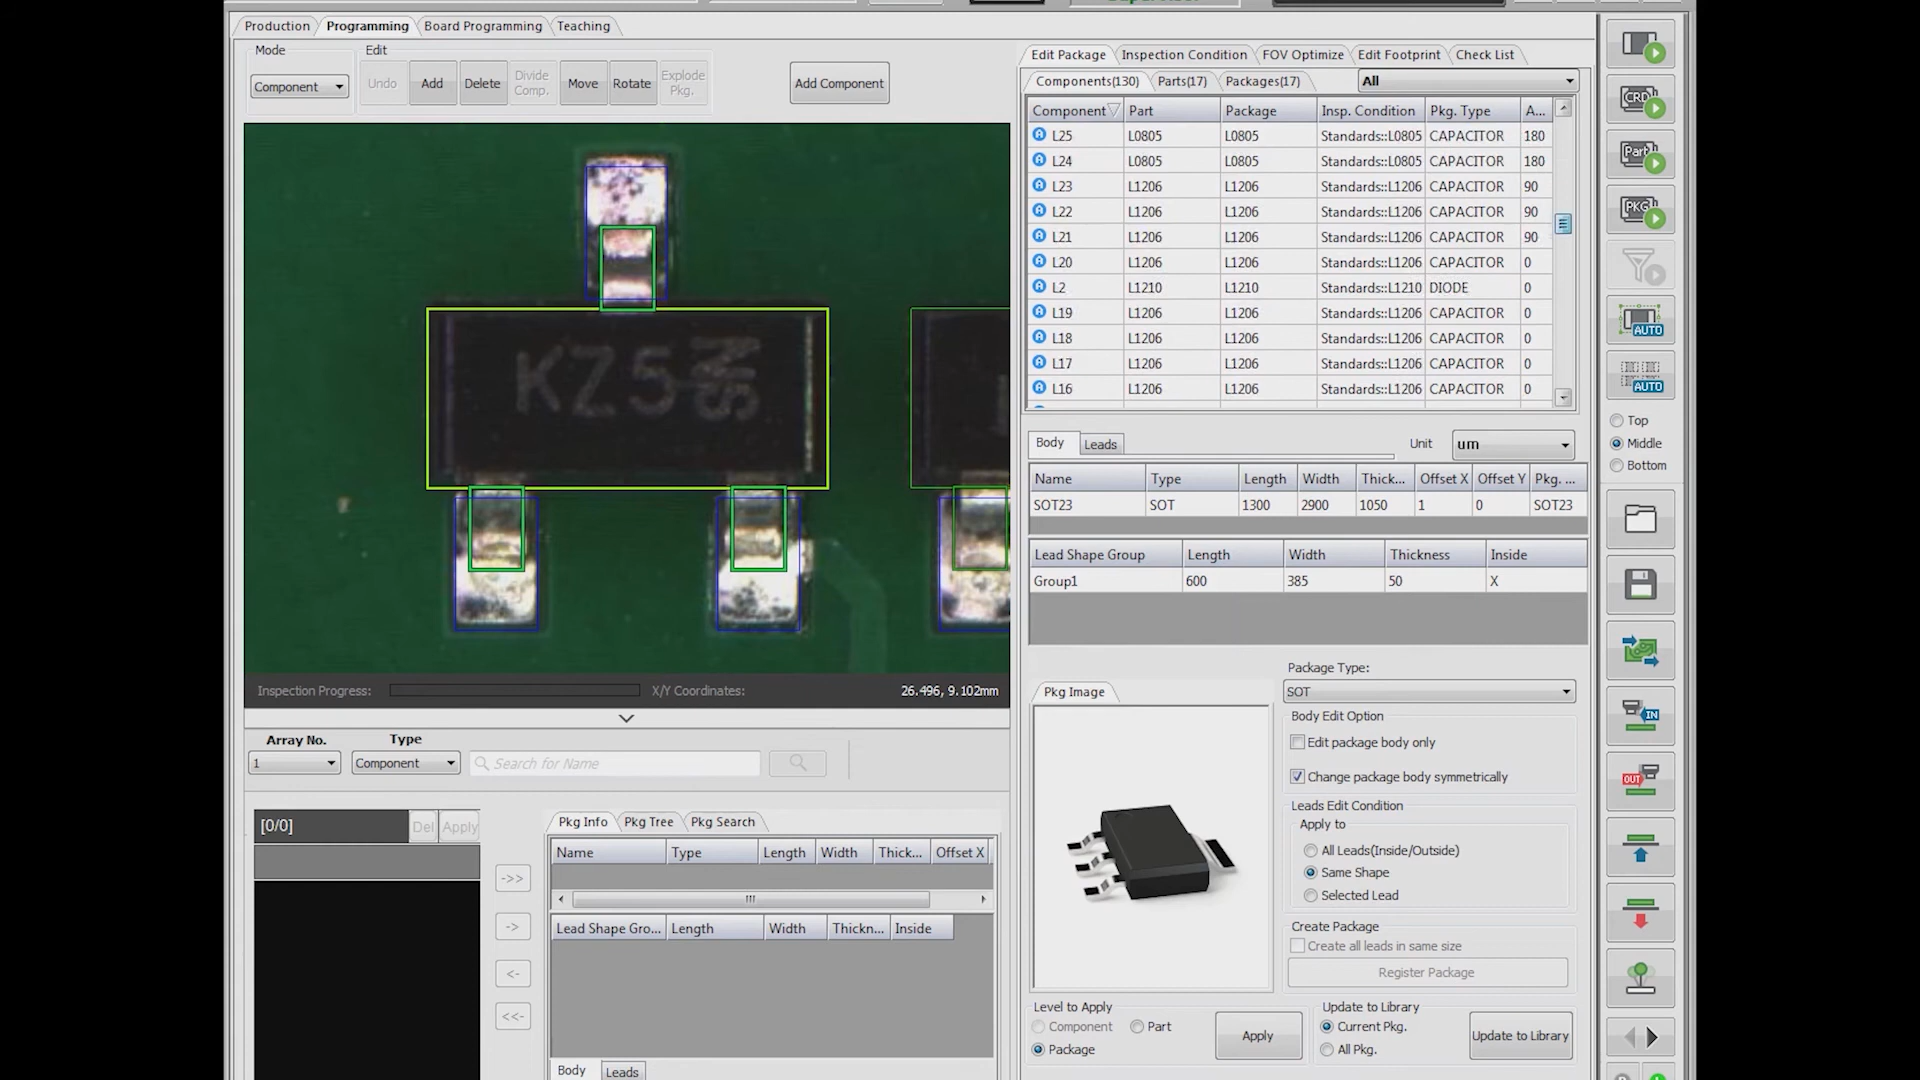 Production Programming Board Programming Teaching
Mode Edit
Component Undo Add Delete Divide Comp. Move Rotate Explode Pkg. Add Component
KZ5
Inspection Progress: X/Y Coordinates: 26.496, 9.102mm
Array No. Type
1 Component Search for Name
[0/0] Del Apply
->>
->
<-
<<-
Pkg Info Pkg Tree Pkg Search
Name Type Length Width Thick... Offset X
Lead Shape Gro... Length Width Thickn... Inside
Body Leads
Edit Package Inspection Condition FOV Optimize Edit Footprint Check List
Components(130) Parts(17) Packages(17) All
Component Part Package Insp. Condition Pkg. Type A...
L25 L0805 L0805 Standards::L0805 CAPACITOR 180
L24 L0805 L0805 Standards::L0805 CAPACITOR 180
L23 L1206 L1206 Standards::L1206 CAPACITOR 90
L22 L1206 L1206 Standards::L1206 CAPACITOR 90
L21 L1206 L1206 Standards::L1206 CAPACITOR 90
L20 L1206 L1206 Standards::L1206 CAPACITOR 0
L2 L1210 L1210 Standards::L1210 DIODE 0
L19 L1206 L1206 Standards::L1206 CAPACITOR 0
L18 L1206 L1206 Standards::L1206 CAPACITOR 0
L17 L1206 L1206 Standards::L1206 CAPACITOR 0
L16 L1206 L1206 Standards::L1206 CAPACITOR 0
Body Leads Unit um
Name Type Length Width Thick... Offset X Offset Y Pkg. ...
SOT23 SOT 1300 2900 1050 1 0 SOT23
Lead Shape Group Length Width Thickness Inside
Group1 600 385 50 X
Pkg Image
Package Type:
SOT
Body Edit Option
Edit package body only
Change package body symmetrically
Leads Edit Condition
Apply to
All Leads(Inside/Outside)
Same Shape
Selected Lead
Create Package
Create all leads in same size
Register Package
Level to Apply
Component Part
Package
Apply
Update to Library
Current Pkg.
All Pkg.
Update to Library
CRD
Part
PKG
AUTO
AUTO
Top
Middle
Bottom
IN
OUT